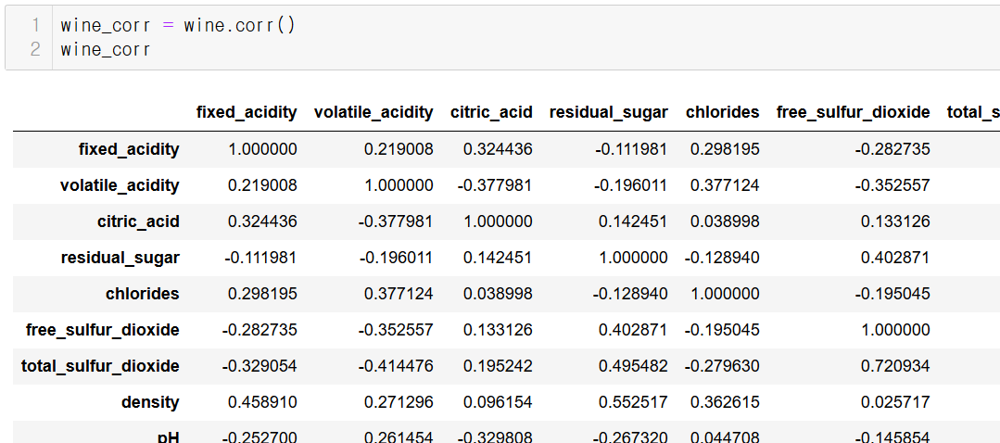 1 wine_corr = wine.corr()
2 wine_corr
fixed_acidity volatile_acidity citric_acid residual_sugar chlorides free_sulfur_dioxide total_s
fixed_acidity 1.000000 0.219008 0.324436 -0.111981 0.298195 -0.282735
volatile_acidity 0.219008 1.000000 -0.377981 -0.196011 0.377124 -0.352557
citric_acid 0.324436 -0.377981 1.000000 0.142451 0.038998 0.133126
residual_sugar -0.111981 -0.196011 0.142451 1.000000 -0.128940 0.402871
chlorides 0.298195 0.377124 0.038998 -0.128940 1.000000 -0.195045
free_sulfur_dioxide -0.282735 -0.352557 0.133126 0.402871 -0.195045 1.000000
total_sulfur_dioxide -0.329054 -0.414476 0.195242 0.495482 -0.279630 0.720934
density 0.458910 0.271296 0.096154 0.552517 0.362615 0.025717
pH -0.252700 0.261454 -0.329808 -0.267320 0.044708 -0.145854